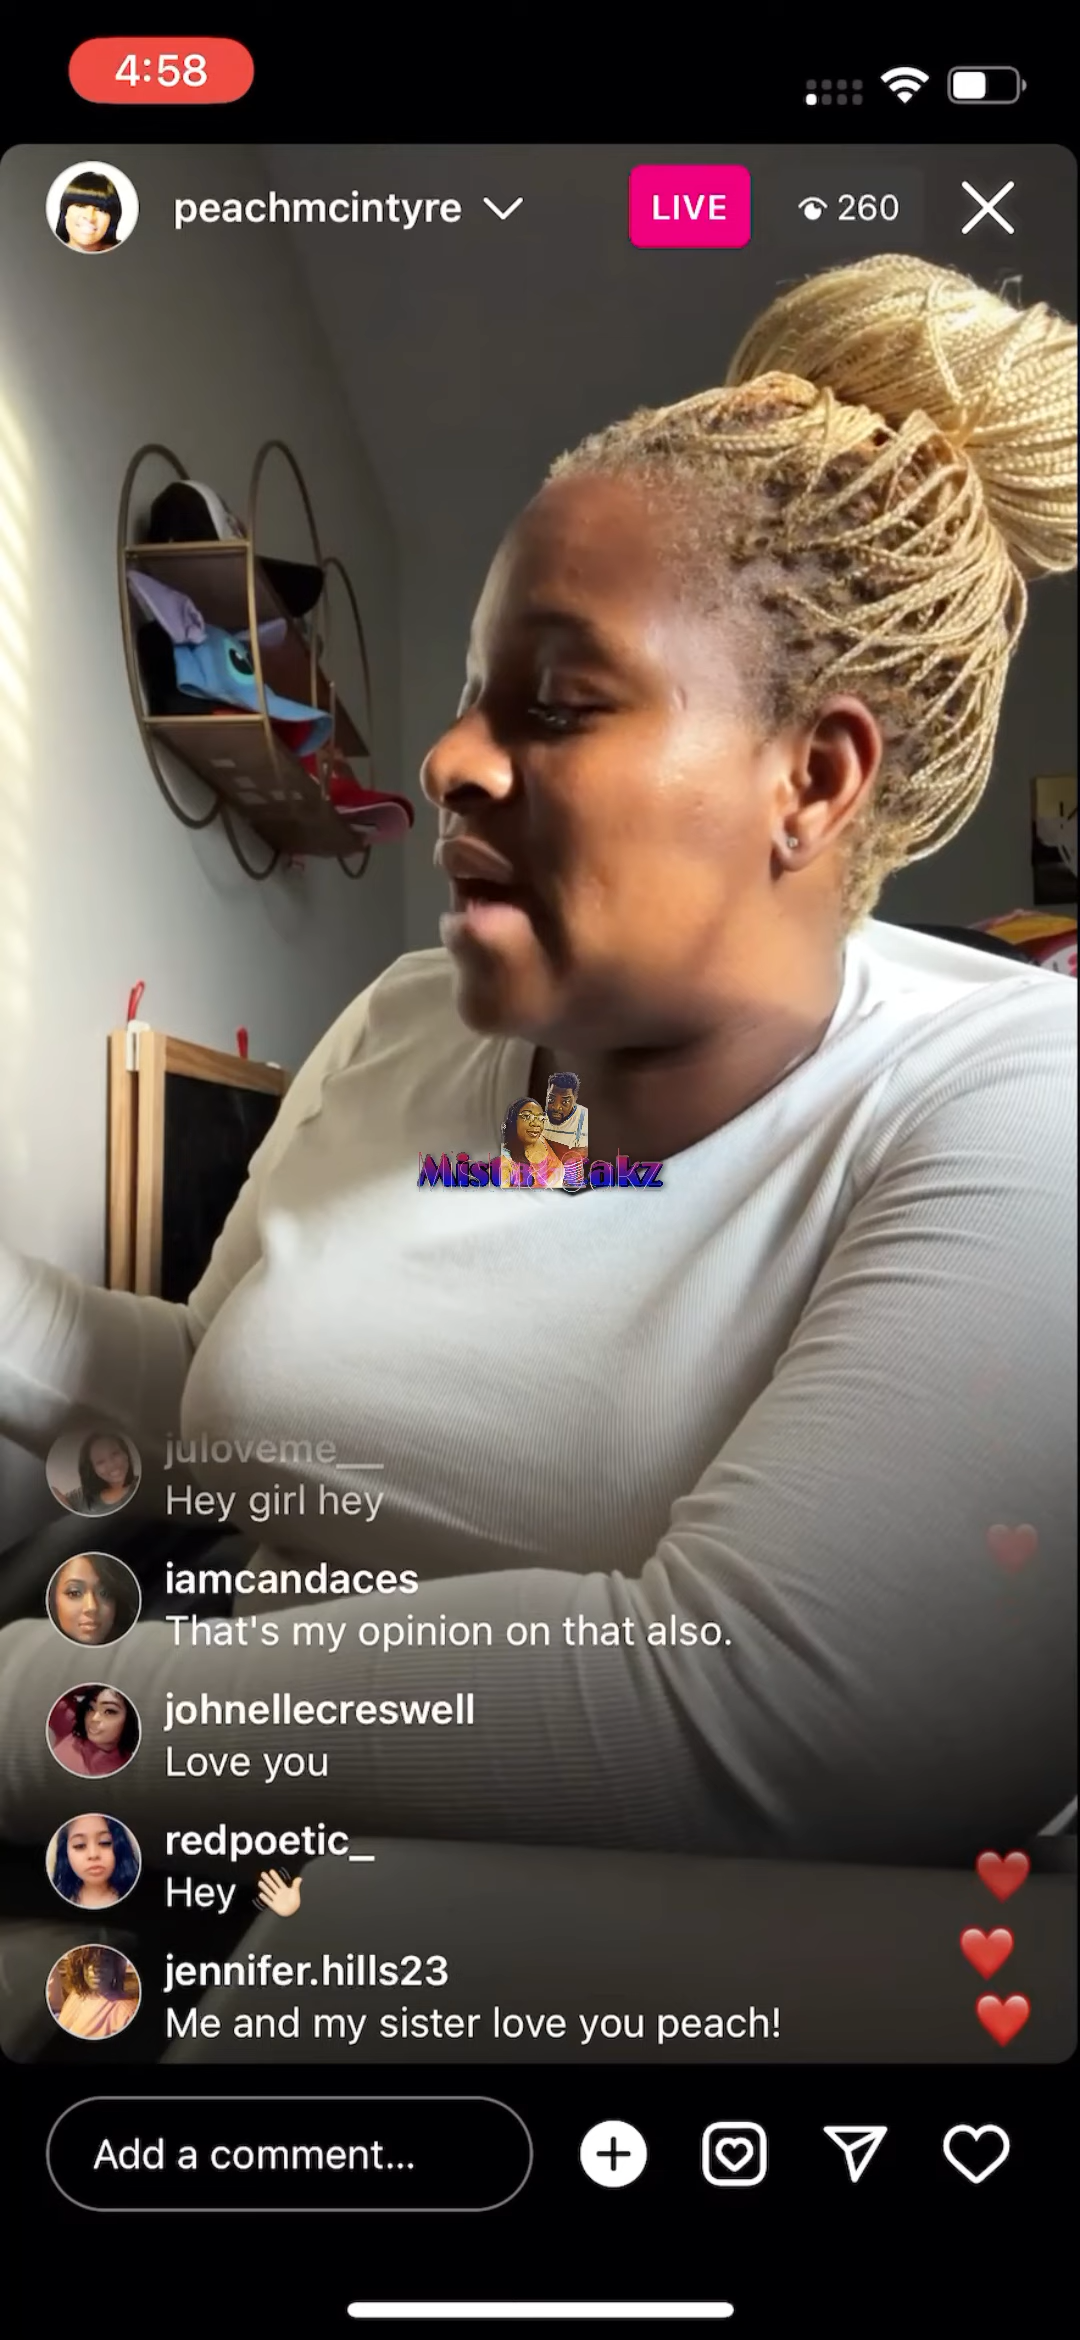 4:58
peachmcintyre
LIVE
260
juloveme__
Hey girl hey
iamcandaces
That's my opinion on that also.
johnellecreswell
Love you
redpoetic_
Hey 👋🏻
jennifer.hills23
Me and my sister love you peach!
Add a comment...